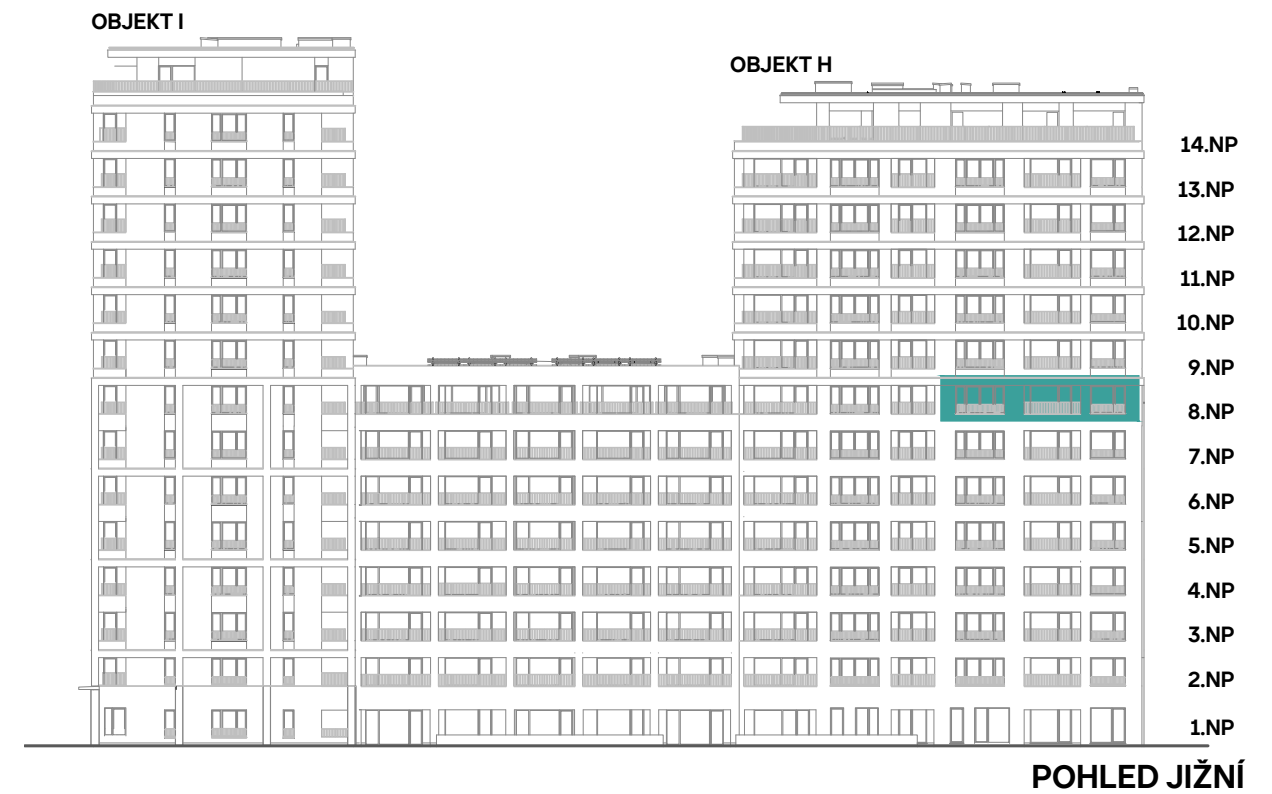 OBJEKT I
OBJEKT H
14.NP
13.NP
12.NP
11.NP
10.NP
9.NP
8.NP
7.NP
6.NP
5.NP
4.NP
3.NP
2.NP
1.NP
POHLED JIŽNÍ